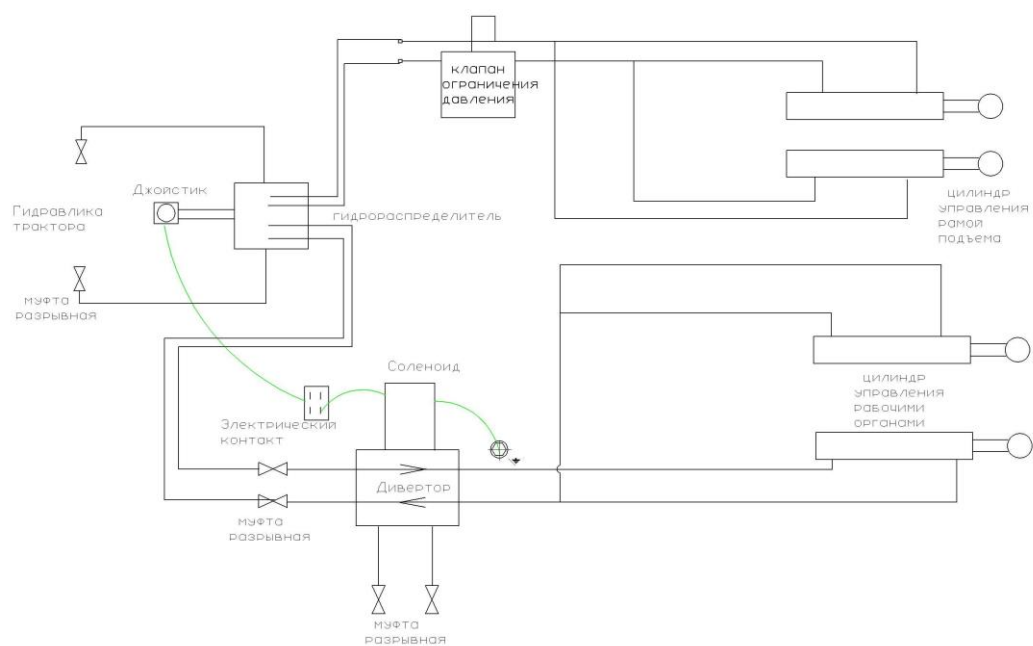 клапан
ограничения
давления
Джойстик
Гидравлика
трактора
гидрораспределитель
цилиндр
управления
рамой
подъема
муфта
разрывная
Соленоид
цилиндр
управления
рабочими
органами
Электрический
контакт
Дивертор
муфта
разрывная
муфта
разрывная